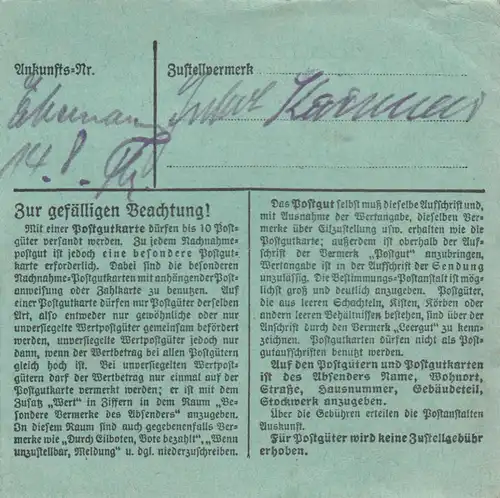 Ankunfts=Nr.
Zustellvermerk
14. 8.
Zur gefälligen Beachtung!
Mit einer Postgutkarte dürfen bis 10 Post-
güter versandt werden. Zu jedem Nachnahme-
postgut ist jedoch eine besondere Postgut-
karte erforderlich. Dabei sind die besonderen
Nachnahme-Postgutkarten mit anhängender Post-
anweisung oder Zahlkarte zu benutzen. Auf
einer Postgutkarte dürfen nur Postgüter derselben
Art, also entweder nur gewöhnliche oder nur
unversiegelte Wertpostgüter gemeinsam befördert
werden, unversiegelte Wertpostgüter jedoch nur
dann, wenn der Wertbetrag bei allen Postgütern
gleich hoch ist. Bei unversiegelten Wertpost-
gütern darf der Wertbetrag nur einmal auf der
Postgutkarte vermerkt werden; er ist mit dem
Zusatz „Wert" in Ziffern in dem Raum „Be-
sondere Vermerke des Absenders" anzugeben.
In diesem Raum sind auch gegebenenfalls Ver-
merke wie „Durch Eilboten, Bote bezahlt", „Wenn
unzustellbar, Meldung" u. dgl. niederzuschreiben.
Das Postgut selbst muß dieselbe Aufschrift und,
mit Ausnahme der Wertangabe, dieselben Ver-
merke über Eilzustellung usw. erhalten wie die
Postgutkarte; außerdem ist oberhalb der Auf-
schrift der Vermerk „Postgut" anzubringen,
Wertangabe ist in der Aufschrift der Sendung
unzulässig. Die Bestimmungs-Postanstalt ist mög-
lichst groß und deutlich anzugeben. Postgüter,
die aus leeren Schachteln, Kisten, Körben oder
andern leeren Behältnissen bestehen, sind über der
Anschrift durch den Vermerk „Leergut" zu kenn-
zeichnen. Postgutkarten dürfen nicht als Post-
gutaufschriften benutzt werden.
Auf den Postgütern und Postgutkarten
ist des Absenders Name, Wohnort,
Straße, Hausnummer, Gebäudeteil,
Stockwerk anzugeben.
Über die Gebühren erteilen die Postanstalten
Auskunft.
Für Postgüter wird keine Zustellgebühr
erhoben.